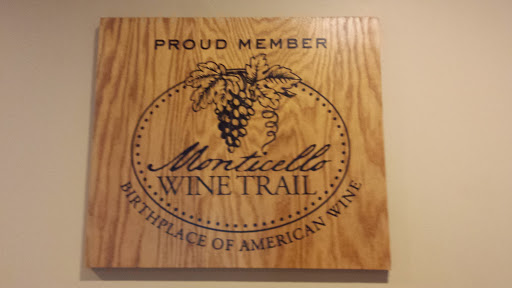 PROUD MEMBER
Monticello
WINE TRAIL
BIRTHPLACE OF AMERICAN WINE